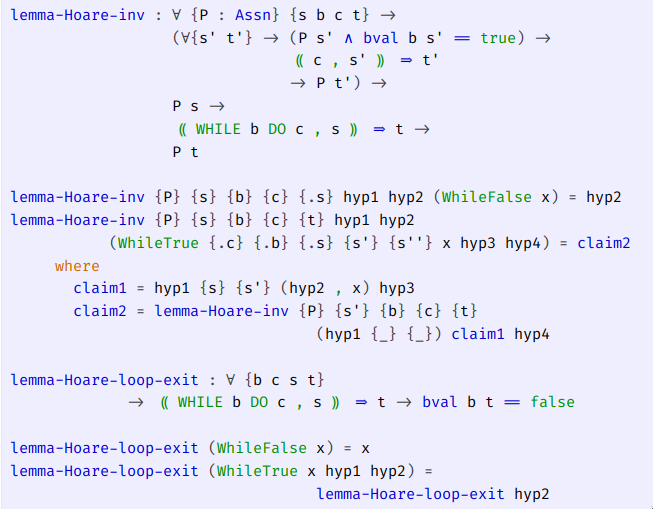 lemma-Hoare-inv : ∀ {P : Assn} {s b c t} →
(∀{s' t'} → (P s' ∧ bval b s' == true) →
⦅ c , s' ⦆ ⇒ t'
→ P t') →
P s →
⦅ WHILE b DO c , s ⦆ ⇒ t →
P t
lemma-Hoare-inv {P} {s} {b} {c} {.s} hyp1 hyp2 (WhileFalse x) = hyp2
lemma-Hoare-inv {P} {s} {b} {c} {t} hyp1 hyp2
(WhileTrue {.c} {.b} {.s} {s'} {s''} x hyp3 hyp4) = claim2
where
claim1 = hyp1 {s} {s'} (hyp2 , x) hyp3
claim2 = lemma-Hoare-inv {P} {s'} {b} {c} {t}
(hyp1 {_} {_}) claim1 hyp4
lemma-Hoare-loop-exit : ∀ {b c s t}
→ ⦅ WHILE b DO c , s ⦆ ⇒ t → bval b t == false
lemma-Hoare-loop-exit (WhileFalse x) = x
lemma-Hoare-loop-exit (WhileTrue x hyp1 hyp2) =
lemma-Hoare-loop-exit hyp2